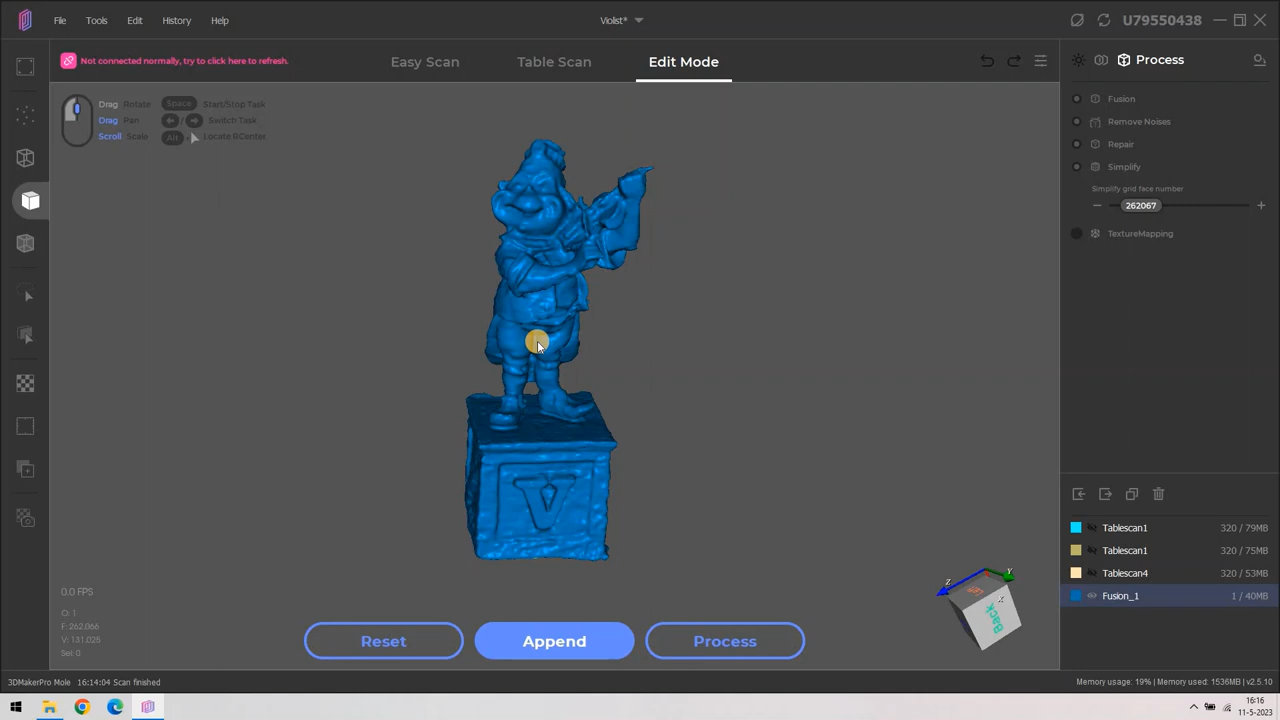 File Tools Edit History Help
Violist*
U79550438
Not connected normally, try to click here to refresh.
Easy Scan Table Scan Edit Mode
Process
Drag Rotate Space Start/Stop Task
Drag Pan / Switch Task
Scroll Scale Alt + Locate RCenter
Fusion
Remove Noises
Repair
Simplify
Simplify grid face number
262067
TextureMapping
V
Tablescan1 320 / 79MB
Tablescan1 320 / 75MB
Tablescan4 320 / 53MB
Fusion_1 1 / 40MB
Z Y X
Back
0.0 FPS
O: 1
F: 262.066
V: 131.025
Sel: 0
Reset Append Process
3DMakerPro Mole 16:14:04 Scan finished
Memory usage: 19% | Memory used: 1536MB | v2.5.10
16:16
11-5-2023